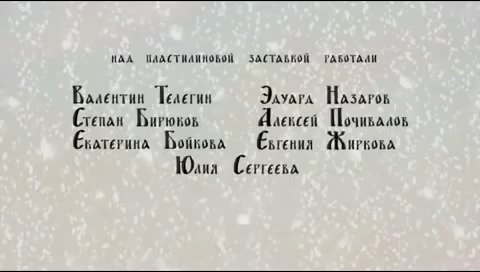 над пластилиновой заставкой работали
Валентин Телегин Эдуард Назаров
Степан Бирюков Алексей Почивалов
Екатерина Бойкова Евгения Жиркова
Юлия Сергеева